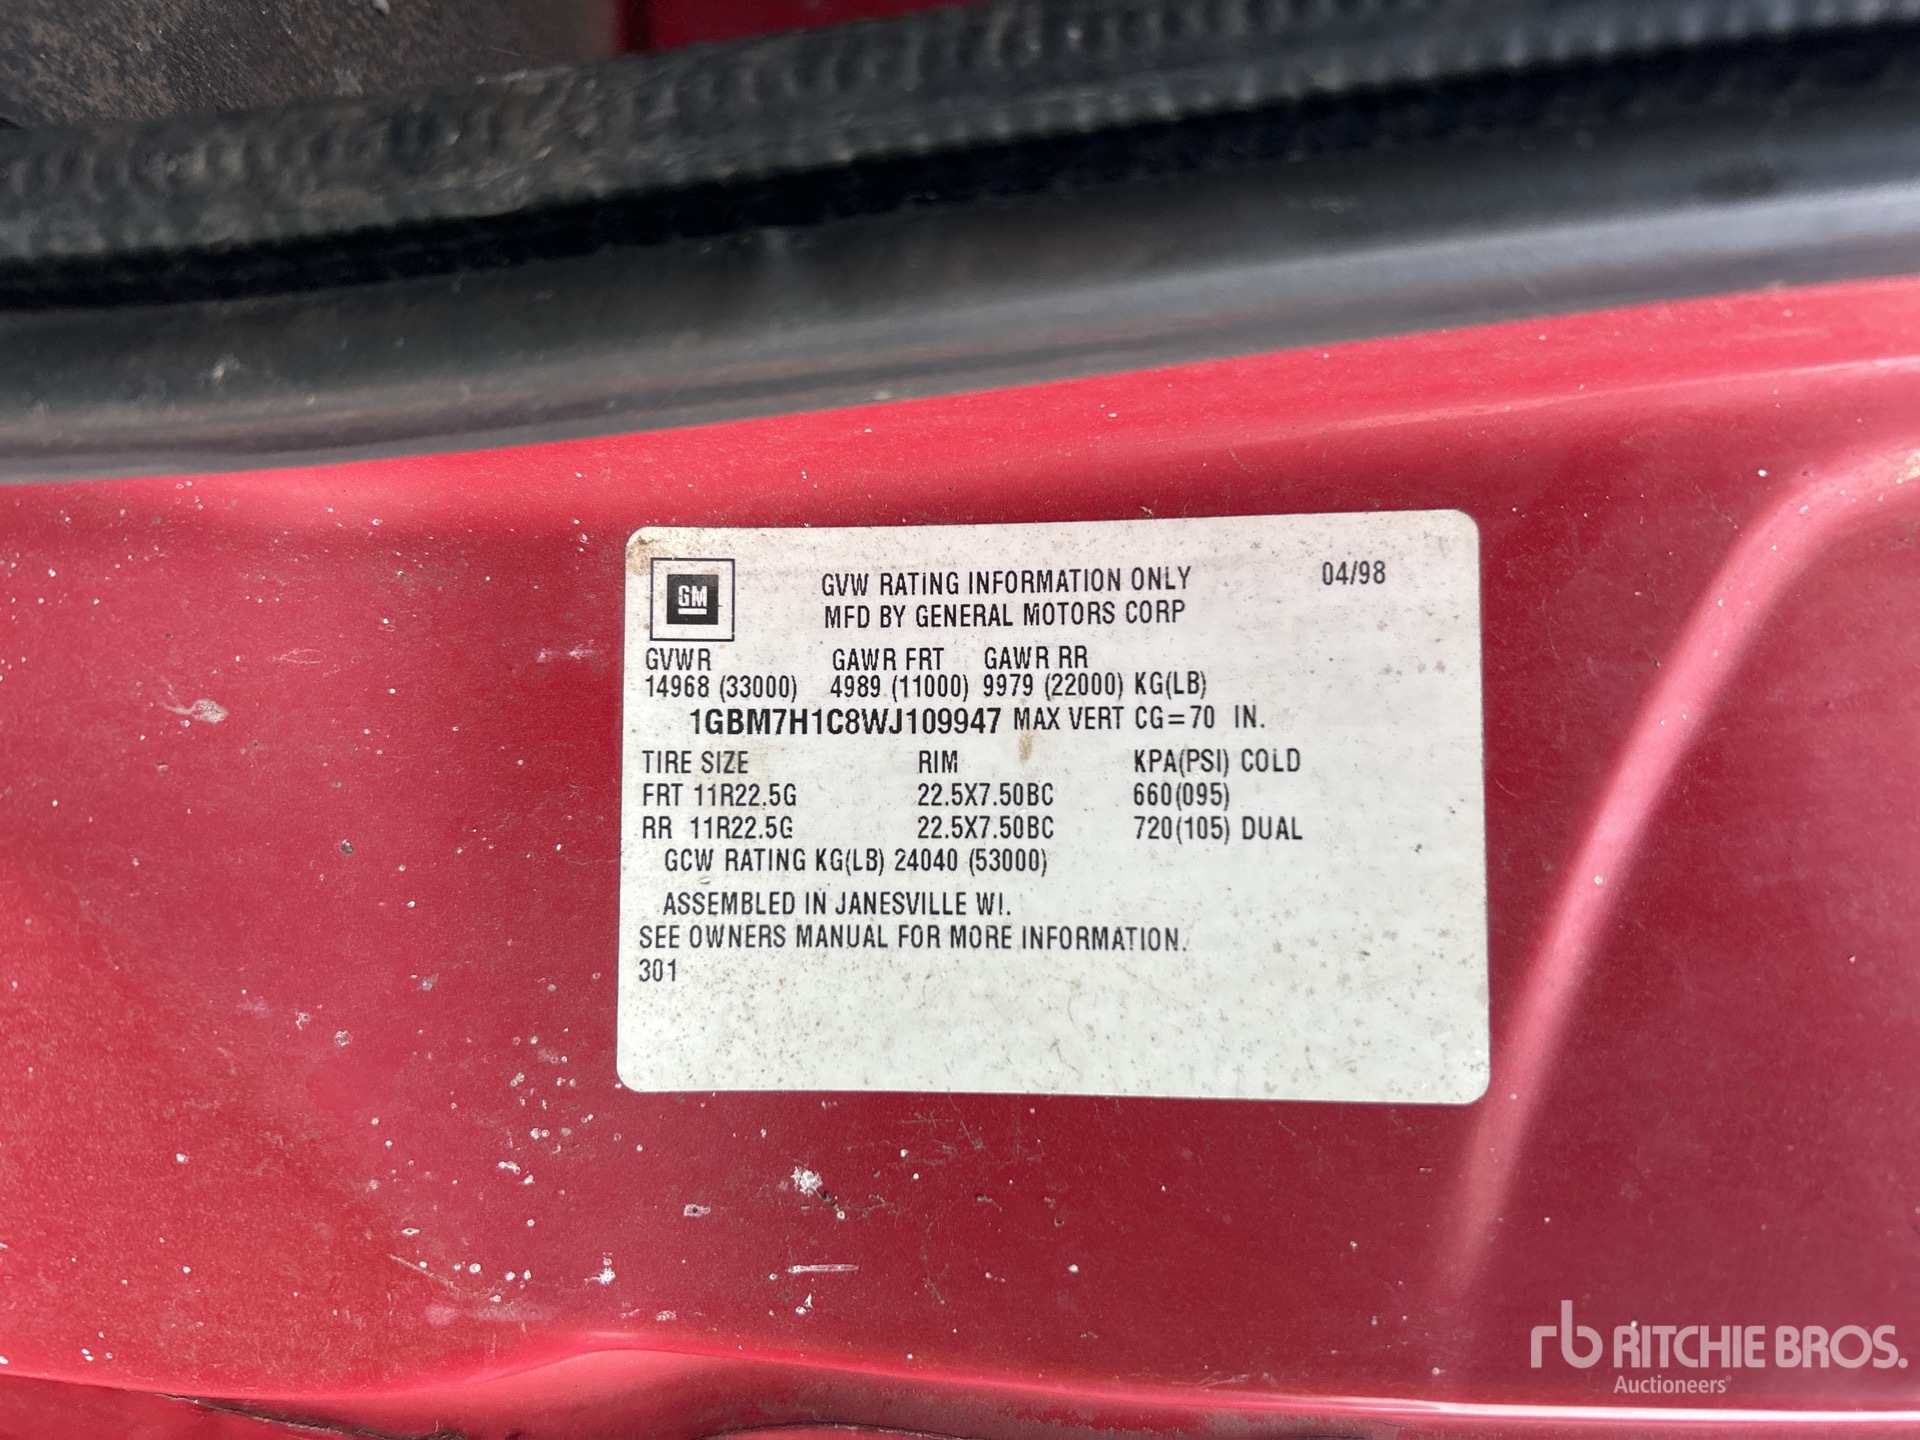 GM GVW RATING INFORMATION ONLY 04/98
MFD BY GENERAL MOTORS CORP
GVWR GAWR FRT GAWR RR
14968 (33000) 4989 (11000) 9979 (22000) KG(LB)
1GBM7H1C8WJ109947 MAX VERT CG=70 IN.
TIRE SIZE RIM KPA(PSI) COLD
FRT 11R22.5G 22.5X7.50BC 660(095)
RR 11R22.5G 22.5X7.50BC 720(105) DUAL
GCW RATING KG(LB) 24040 (53000)
ASSEMBLED IN JANESVILLE WI.
SEE OWNERS MANUAL FOR MORE INFORMATION.
301
rb RITCHIE BROS.
Auctioneers